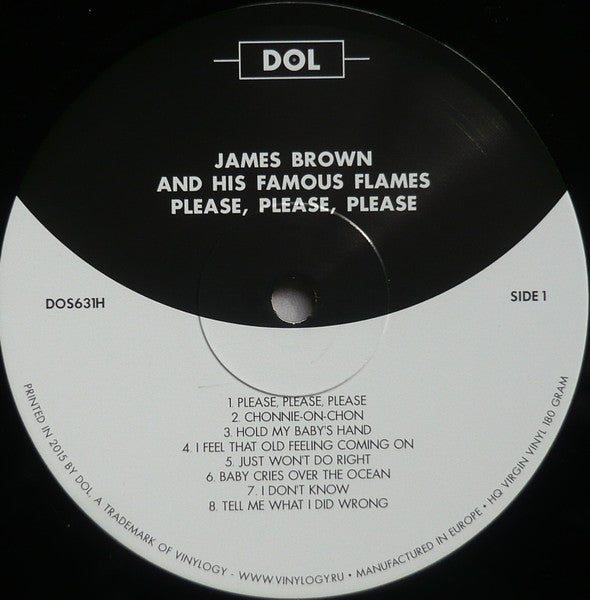 DOL
JAMES BROWN
AND HIS FAMOUS FLAMES
PLEASE, PLEASE, PLEASE
DOS631H
SIDE 1
1. PLEASE, PLEASE, PLEASE
2. CHONNIE-ON-CHON
3. HOLD MY BABY'S HAND
4. I FEEL THAT OLD FEELING COMING ON
5. JUST WON'T DO RIGHT
6. BABY CRIES OVER THE OCEAN
7. I DON'T KNOW
8. TELL ME WHAT I DID WRONG
PRINTED IN 2015 BY DOL, A TRADEMARK OF VINYLOGY - WWW.VINYLOGY.RU • MANUFACTURED IN EUROPE • HQ VIRGIN VINYL 180 GRAM